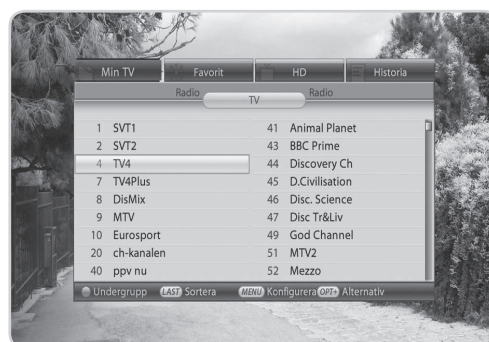 Min TV Favorit HD Historia
Radio TV Radio
1 SVT1
2 SVT2
4 TV4
7 TV4Plus
8 DisMix
9 MTV
10 Eurosport
20 ch-kanalen
40 ppv nu
41 Animal Planet
43 BBC Prime
44 Discovery Ch
45 D.Civilisation
46 Disc. Science
47 Disc Tr&Liv
49 God Channel
51 MTV2
52 Mezzo
Undergrupp LAST Sortera MENU Konfigurera OPT+ Alternativ